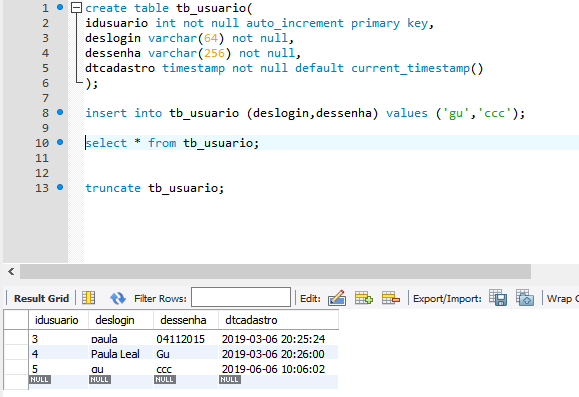 1 create table tb_usuario(
2 idusuario int not null auto_increment primary key,
3 deslogin varchar(64) not null,
4 dessenha varchar(256) not null,
5 dtcadastro timestamp not null default current_timestamp()
6 );
7
8 insert into tb_usuario (deslogin,dessenha) values ('gu','ccc');
9
10 select * from tb_usuario;
11
12
13 truncate tb_usuario;
Result Grid Filter Rows: Edit: Export/Import: Wrap C
idusuario deslogin dessenha dtcadastro
3 paula 04112015 2019-03-06 20:25:24
4 Paula Leal Gu 2019-03-06 20:26:00
5 gu ccc 2019-06-06 10:06:02
NULL NULL NULL NULL